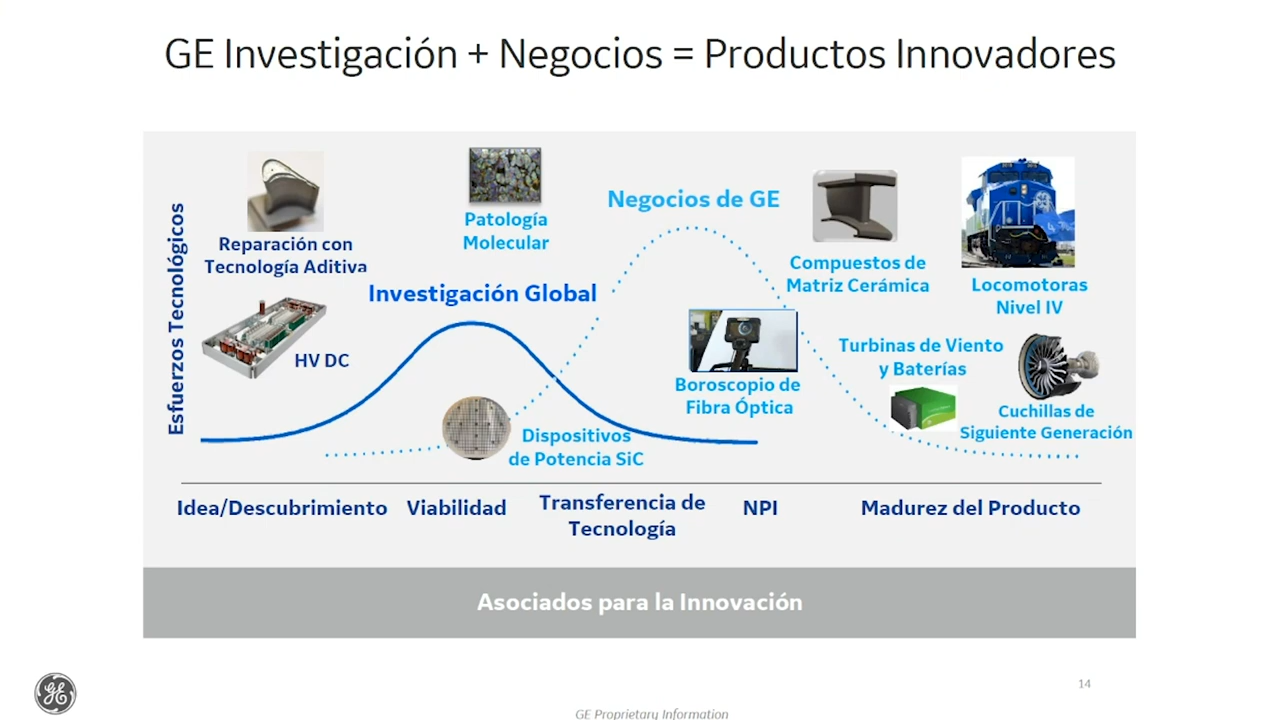 GE Investigación + Negocios = Productos Innovadores
Esfuerzos Tecnológicos
Reparación con
Tecnología Aditiva
HV DC
Patología
Molecular
Investigación Global
Negocios de GE
Dispositivos
de Potencia SiC
Boroscopio de
Fibra Óptica
Compuestos de
Matriz Cerámica
Locomotoras
Nivel IV
Turbinas de Viento
y Baterías
Cuchillas de
Siguiente Generación
Idea/Descubrimiento
Viabilidad
Transferencia de
Tecnología
NPI
Madurez del Producto
Asociados para la Innovación
GE
14
GE Proprietary Information